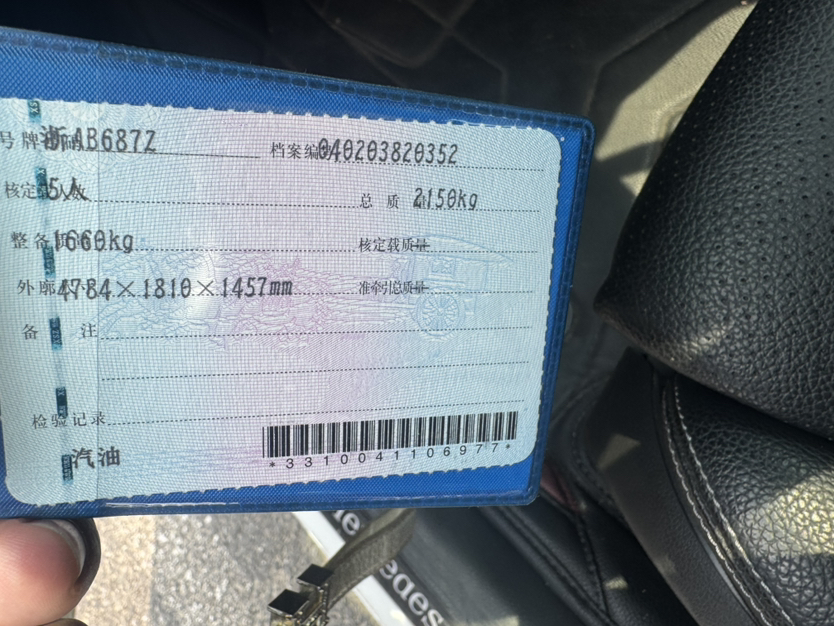 号牌号码 浙AB687Z 档案编号 040203820352
核定载人数 5人 总质量 2150kg
整备质量 1660kg 核定载质量 --
外廓尺寸 4784×1810×1457mm 准牵引总质量 --
备注
检验记录
汽油
*3310041106977*
Mercedes